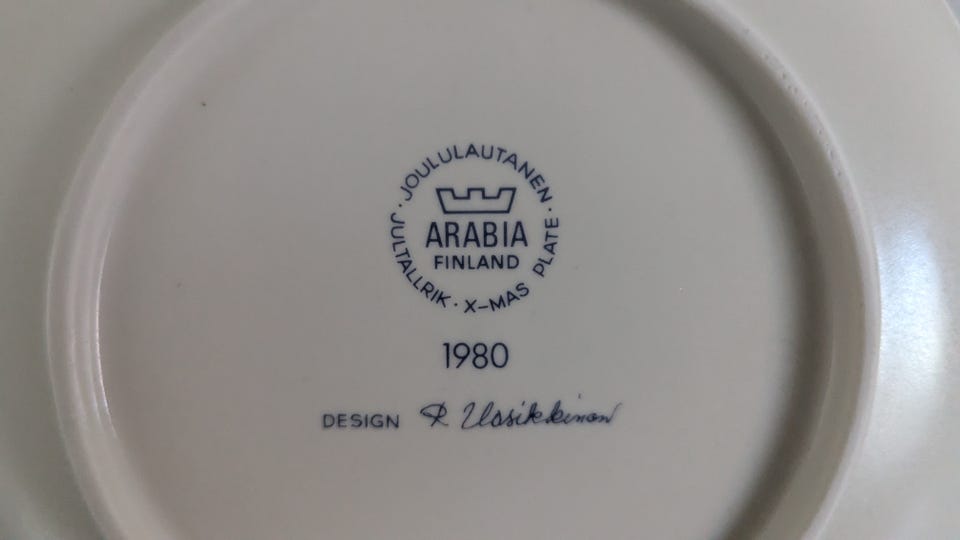 JOULULAUTANEN · X-MAS PLATE · JULTALLRIK ·
ARABIA
FINLAND
1980
DESIGN R Uosikkinen